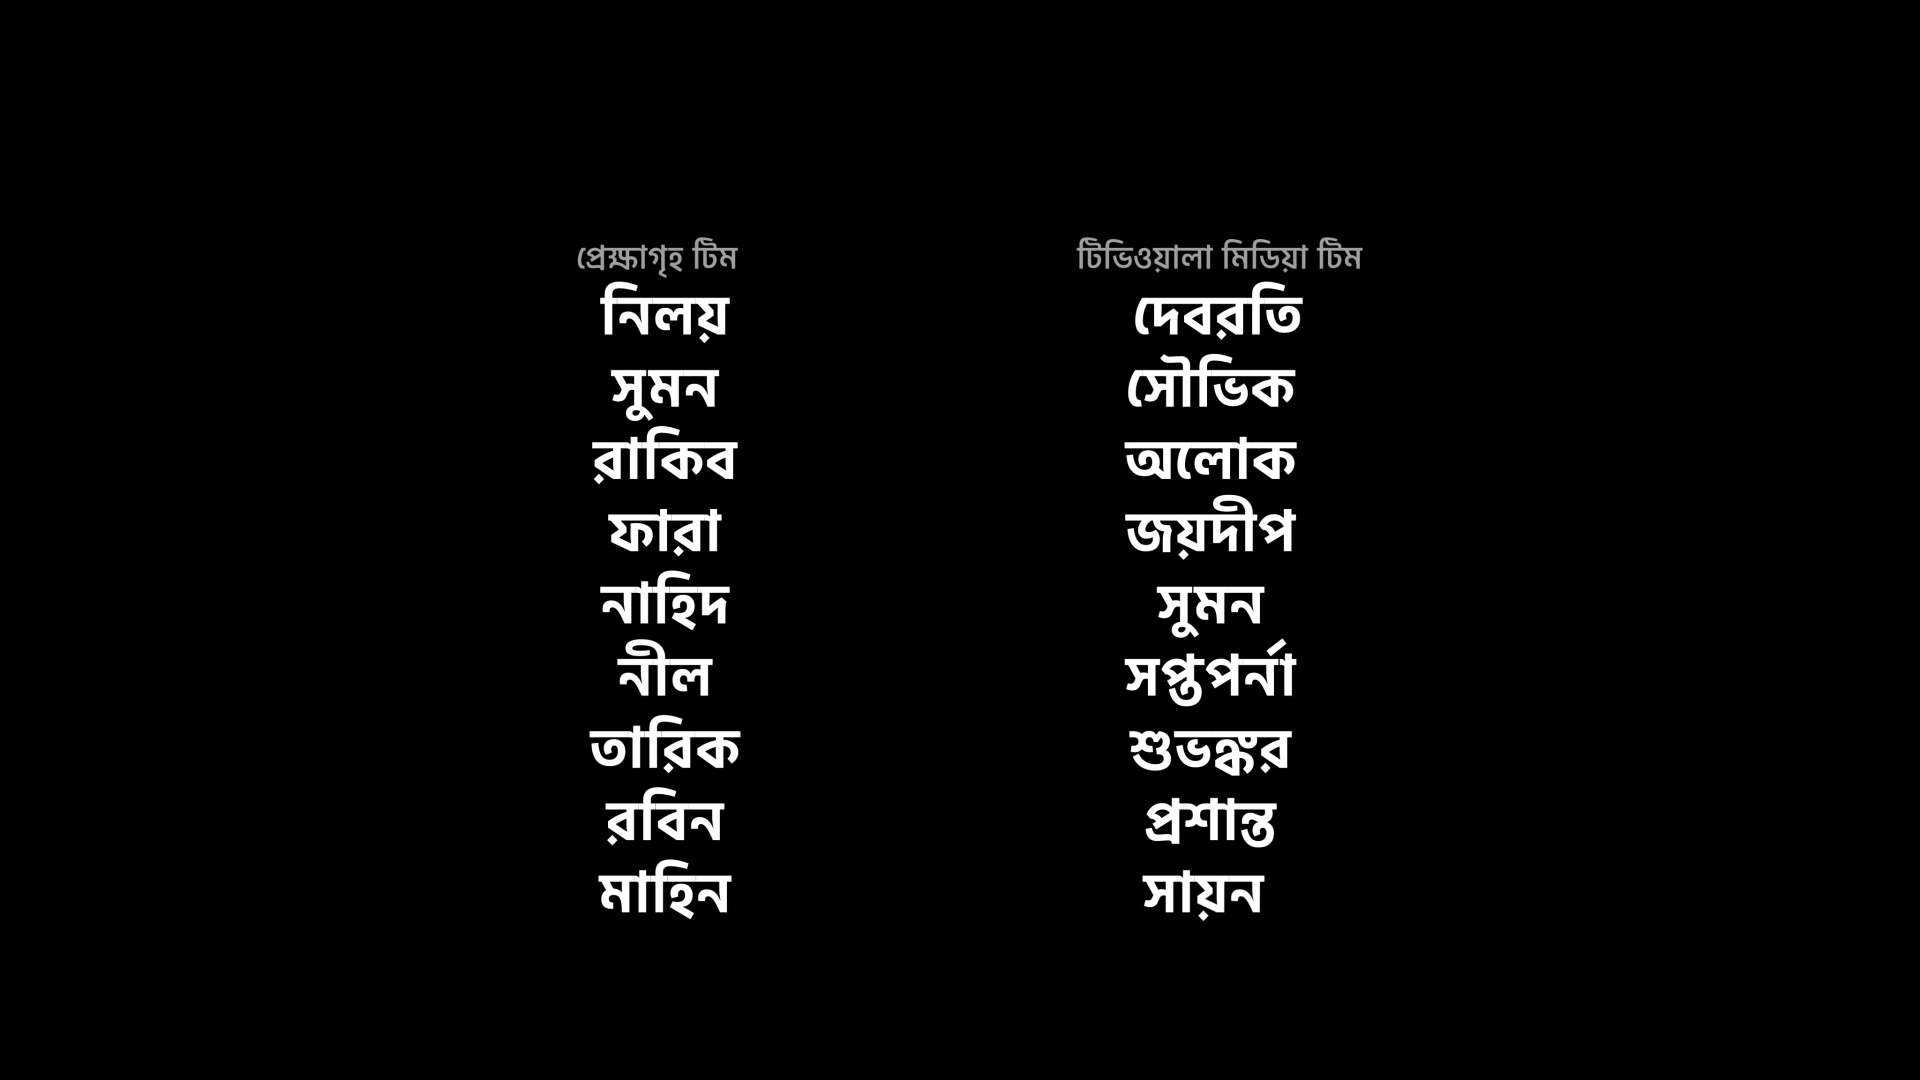 প্রেক্ষাগৃহ টিম
নিলয়
সুমন
রাকিব
ফারা
নাহিদ
নীল
তারিক
রবিন
মাহিন
টিভিওয়ালা মিডিয়া টিম
দেবরতি
সৌভিক
অলোক
জয়দীপ
সুমন
সপ্তপর্না
শুভঙ্কর
প্রশান্ত
সায়ন